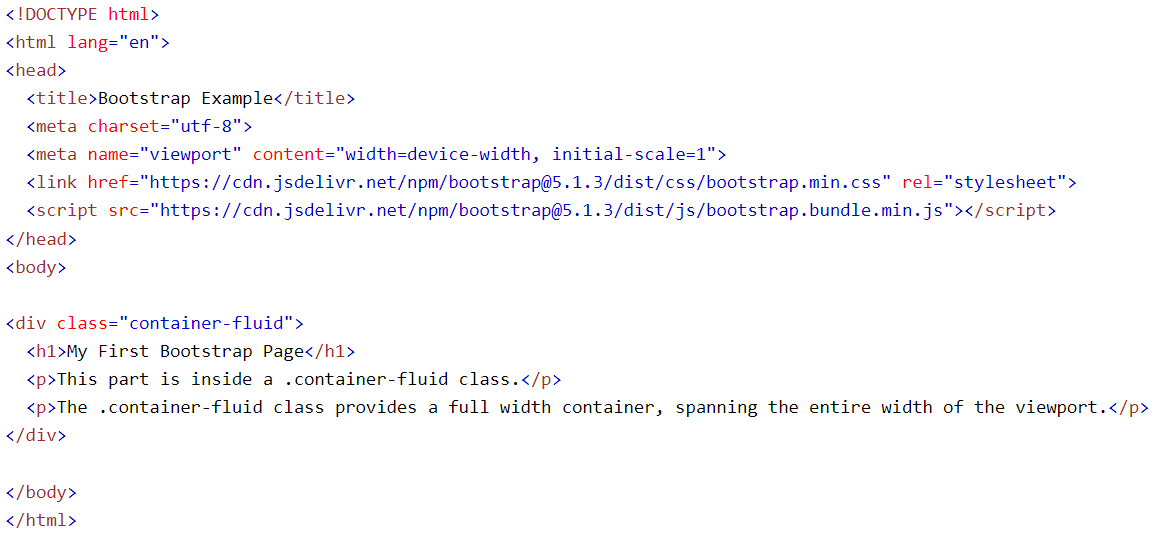 <!DOCTYPE html>
<html lang="en">
<head>
  <title>Bootstrap Example</title>
  <meta charset="utf-8">
  <meta name="viewport" content="width=device-width, initial-scale=1">
  <link href="https://cdn.jsdelivr.net/npm/bootstrap@5.1.3/dist/css/bootstrap.min.css" rel="stylesheet">
  <script src="https://cdn.jsdelivr.net/npm/bootstrap@5.1.3/dist/js/bootstrap.bundle.min.js"></script>
</head>
<body>

<div class="container-fluid">
  <h1>My First Bootstrap Page</h1>
  <p>This part is inside a .container-fluid class.</p>
  <p>The .container-fluid class provides a full width container, spanning the entire width of the viewport.</p>
</div>

</body>
</html>